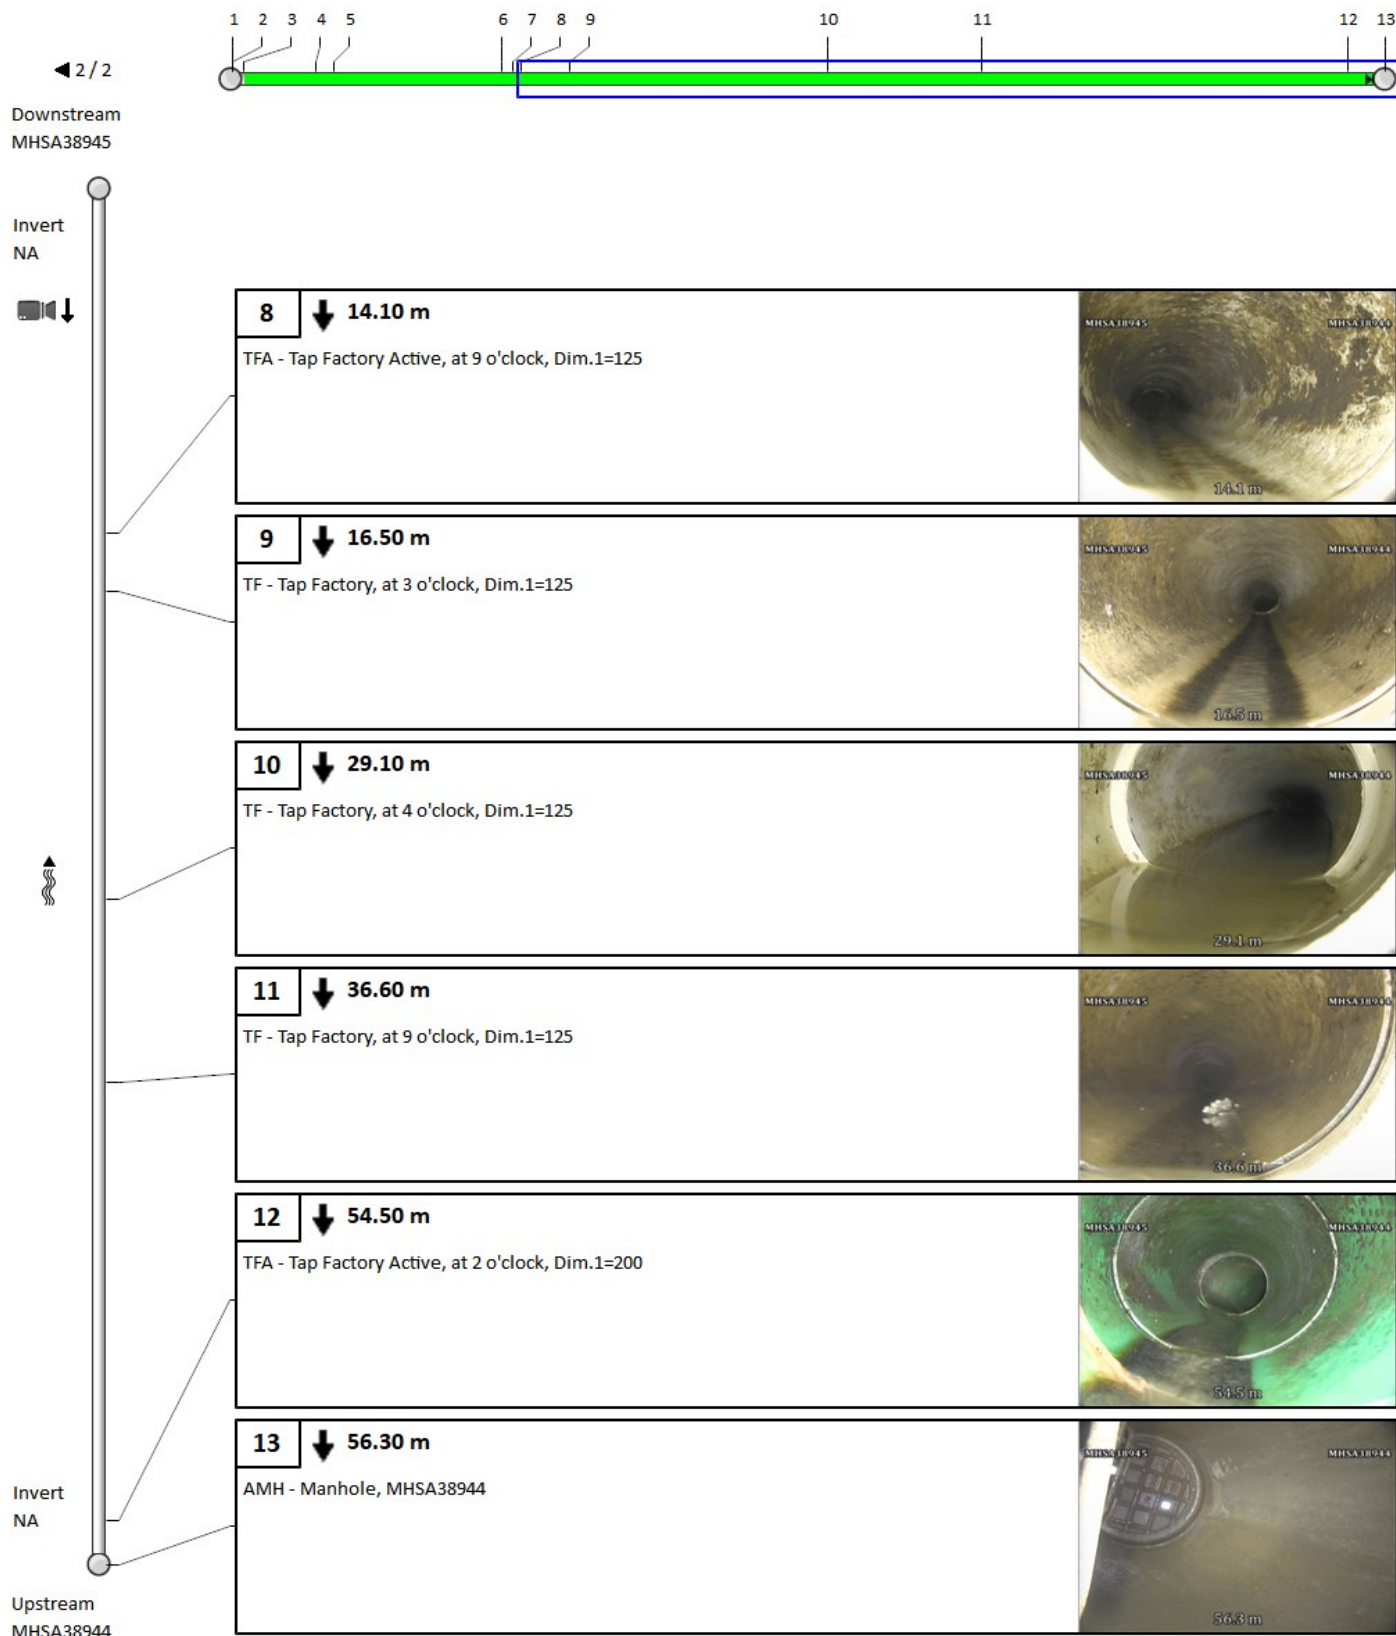 1 2 3 4 5 6 7 8 9 10 11 12 13
2 / 2
Downstream
MHSA38945
Invert
NA
8 14.10 m
TFA - Tap Factory Active, at 9 o'clock, Dim.1=125
MHSA38945 MHSA38944
14.1 m
9 16.50 m
TF - Tap Factory, at 3 o'clock, Dim.1=125
MHSA38945 MHSA38944
16.5 m
10 29.10 m
TF - Tap Factory, at 4 o'clock, Dim.1=125
MHSA38945 MHSA38944
29.1 m
11 36.60 m
TF - Tap Factory, at 9 o'clock, Dim.1=125
MHSA38945 MHSA38944
36.6 m
12 54.50 m
TFA - Tap Factory Active, at 2 o'clock, Dim.1=200
MHSA38945 MHSA38944
54.5 m
13 56.30 m
AMH - Manhole, MHSA38944
MHSA38945 MHSA38944
56.3 m
Invert
NA
Upstream
MHSA38944